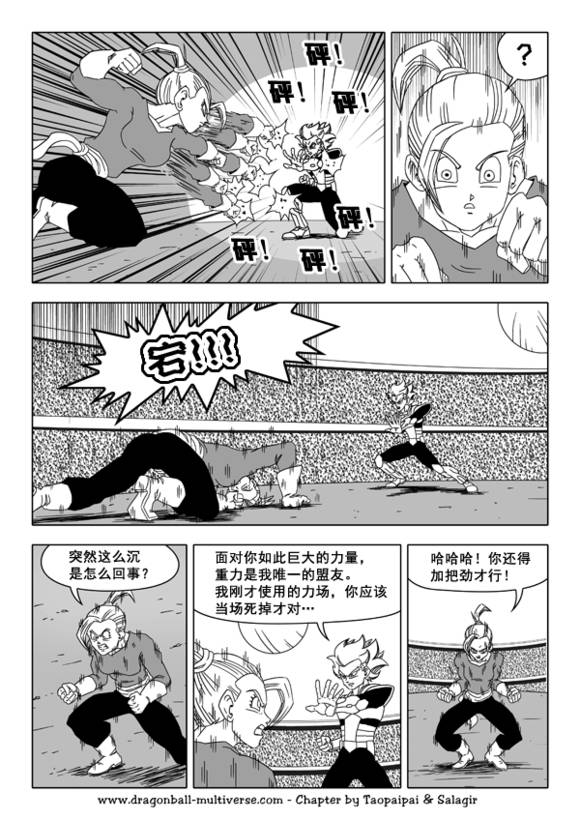 砰！
砰！
砰！
砰！
砰！
砰！
？
宕!!!
突然这么沉
是怎么回事？
面对你如此巨大的力量，
重力是我唯一的盟友。
我刚才使用的力场，你应该
当场死掉才对…
哈哈哈！你还得
加把劲才行！
www.dragonball-multiverse.com - Chapter by Taopaipai & Salagir